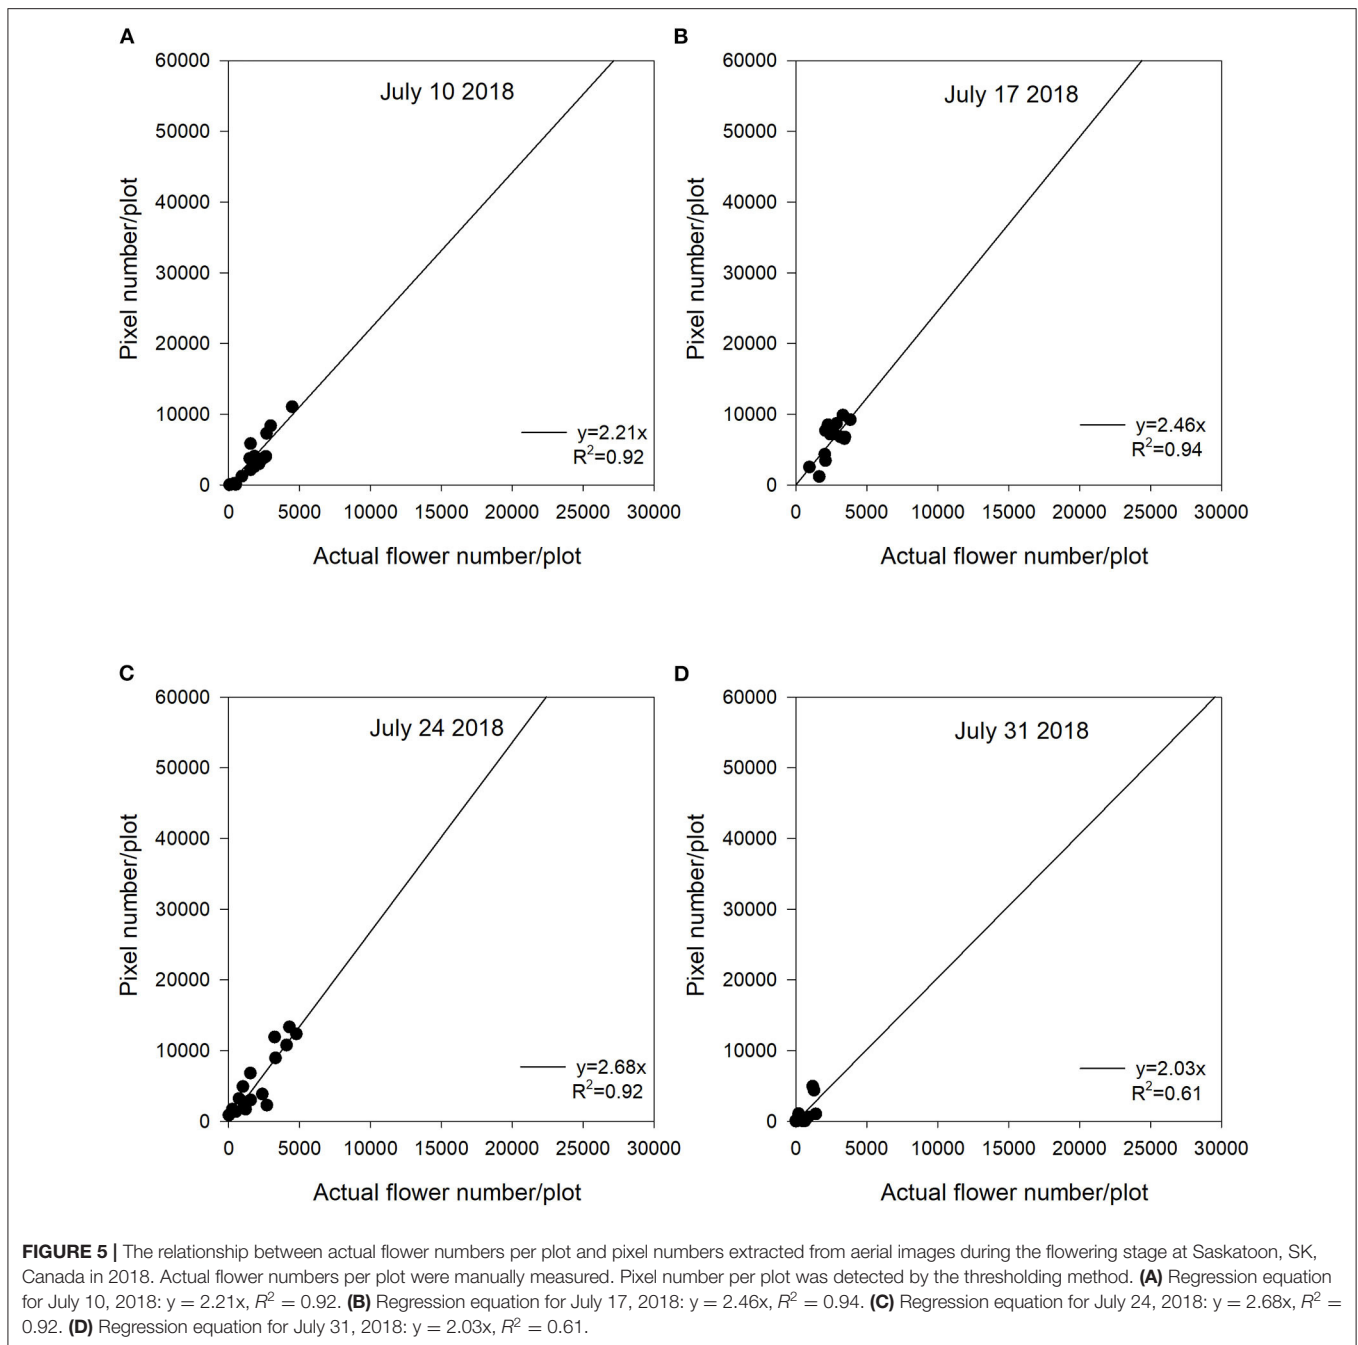 A
July 10 2018
60000
50000
40000
30000
20000
10000
0
Pixel number/plot
y=2.21x
R²=0.92
0 5000 10000 15000 20000 25000 30000
Actual flower number/plot
B
July 17 2018
60000
50000
40000
30000
20000
10000
0
Pixel number/plot
y=2.46x
R²=0.94
0 5000 10000 15000 20000 25000 30000
Actual flower number/plot
C
July 24 2018
60000
50000
40000
30000
20000
10000
0
Pixel number/plot
y=2.68x
R²=0.92
0 5000 10000 15000 20000 25000 30000
Actual flower number/plot
D
July 31 2018
60000
50000
40000
30000
20000
10000
0
Pixel number/plot
y=2.03x
R²=0.61
0 5000 10000 15000 20000 25000 30000
Actual flower number/plot
FIGURE 5 | The relationship between actual flower numbers per plot and pixel numbers extracted from aerial images during the flowering stage at Saskatoon, SK,
Canada in 2018. Actual flower numbers per plot were manually measured. Pixel number per plot was detected by the thresholding method. (A) Regression equation
for July 10, 2018: y = 2.21x, R² = 0.92. (B) Regression equation for July 17, 2018: y = 2.46x, R² = 0.94. (C) Regression equation for July 24, 2018: y = 2.68x, R² =
0.92. (D) Regression equation for July 31, 2018: y = 2.03x, R² = 0.61.